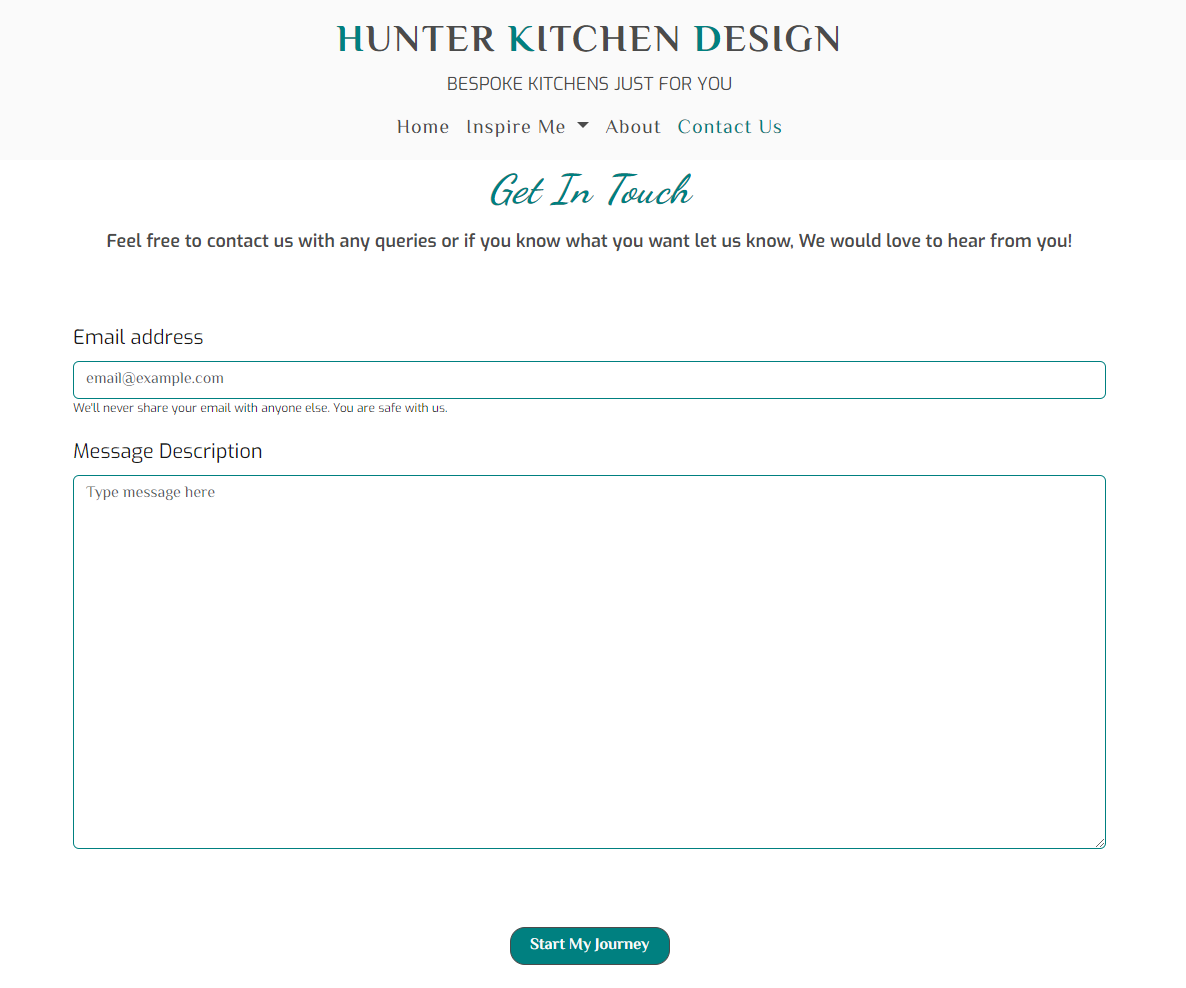 HUNTER KITCHEN DESIGN
BESPOKE KITCHENS JUST FOR YOU
Home Inspire Me About Contact Us
Get In Touch
Feel free to contact us with any queries or if you know what you want let us know, We would love to hear from you!
Email address
email@example.com
We'll never share your email with anyone else. You are safe with us.
Message Description
Type message here
Start My Journey